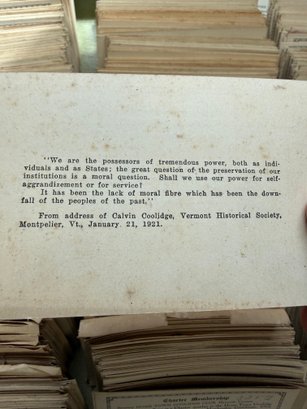 "We are the possessors of tremendous power, both as indi-
viduals and as States; the great question of the preservation of our
institutions is a moral question. Shall we use our power for self-
aggrandizement or for service?
It has been the lack of moral fibre which has been the down-
fall of the peoples of the past."
From address of Calvin Coolidge, Vermont Historical Society,
Montpelier, Vt., January 21, 1921.
Charter Membership